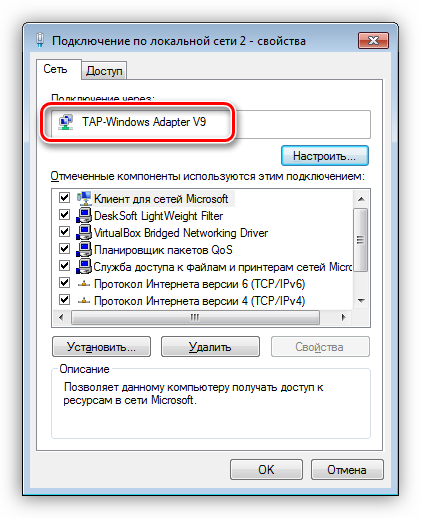 Подключение по локальной сети 2 - свойства
Сеть
Доступ
Подключение через:
TAP-Windows Adapter V9
Настроить...
Отмеченные компоненты используются этим подключением:
Клиент для сетей Microsoft
DeskSoft LightWeight Filter
VirtualBox Bridged Networking Driver
Планировщик пакетов QoS
Служба доступа к файлам и принтерам сетей Micro
Протокол Интернета версии 6 (TCP/IPv6)
Протокол Интернета версии 4 (TCP/IPv4)
Установить...
Удалить
Свойства
Описание
Позволяет данному компьютеру получать доступ к
ресурсам в сети Microsoft.
OK
Отмена